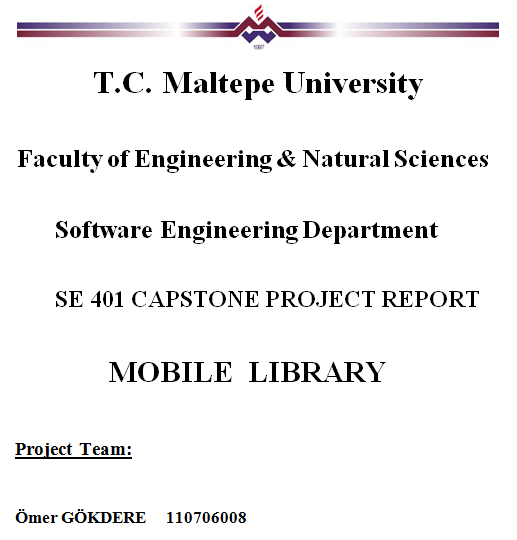 1997
T.C. Maltepe University
Faculty of Engineering & Natural Sciences
Software Engineering Department
SE 401 CAPSTONE PROJECT REPORT
MOBILE LIBRARY
Project Team:
Ömer GÖKDERE 110706008